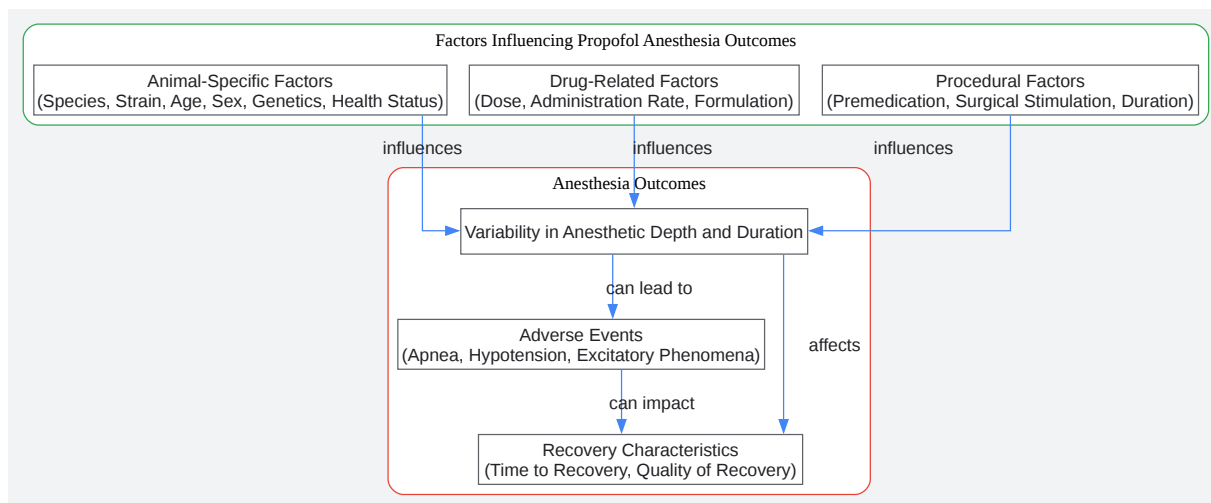 Factors Influencing Propofol Anesthesia Outcomes
Animal-Specific Factors
(Species, Strain, Age, Sex, Genetics, Health Status)
Drug-Related Factors
(Dose, Administration Rate, Formulation)
Procedural Factors
(Premedication, Surgical Stimulation, Duration)
influences
influences
influences
Anesthesia Outcomes
Variability in Anesthetic Depth and Duration
can lead to
Adverse Events
(Apnea, Hypotension, Excitatory Phenomena)
affects
can impact
Recovery Characteristics
(Time to Recovery, Quality of Recovery)